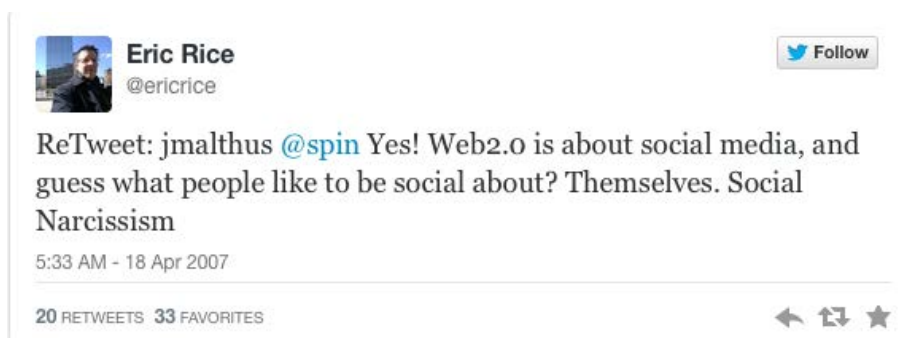 Eric Rice
Follow
@ericrice
ReTweet: jmalthus @spin Yes! Web2.0 is about social media, and
guess what people like to be social about? Themselves. Social
Narcissism
5:33 AM - 18 Apr 2007
20 RETWEETS 33 FAVORITES